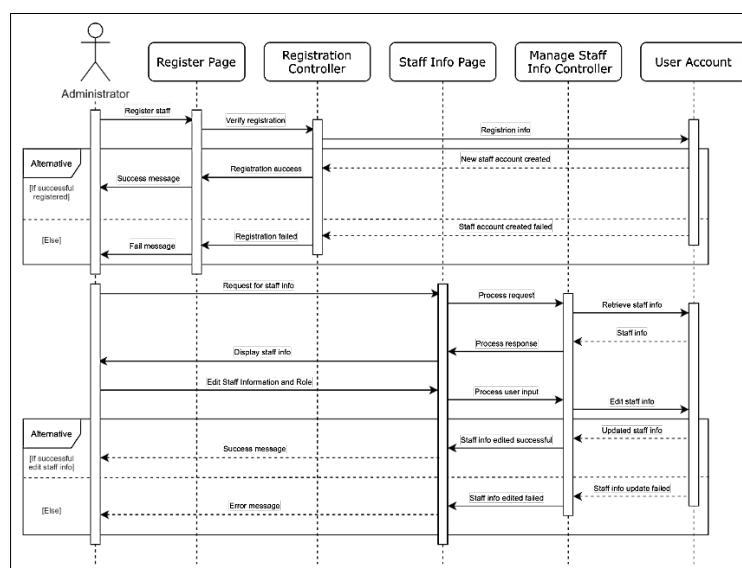 Register Page
Registration
Controller
Staff Info Page
Manage Staff
Info Controller
User Account
Administrator
Register staff
Verify registration
Registrion info
Alternative
New staff account created
Registration success
Success message
[If successful
registered]
Staff account created failed
[Else]
Registration failed
Fail message
Request for staff info
Process request
Retrieve staff info
Staff info
Process response
Display staff info
Edit Staff Information and Role
Process user input
Edit staff info
Alternative
Updated staff info
Staff info edited successful
Success message
[If successful
edit staff info]
Staff info update failed
Staff info edited failed
[Else]
Error message